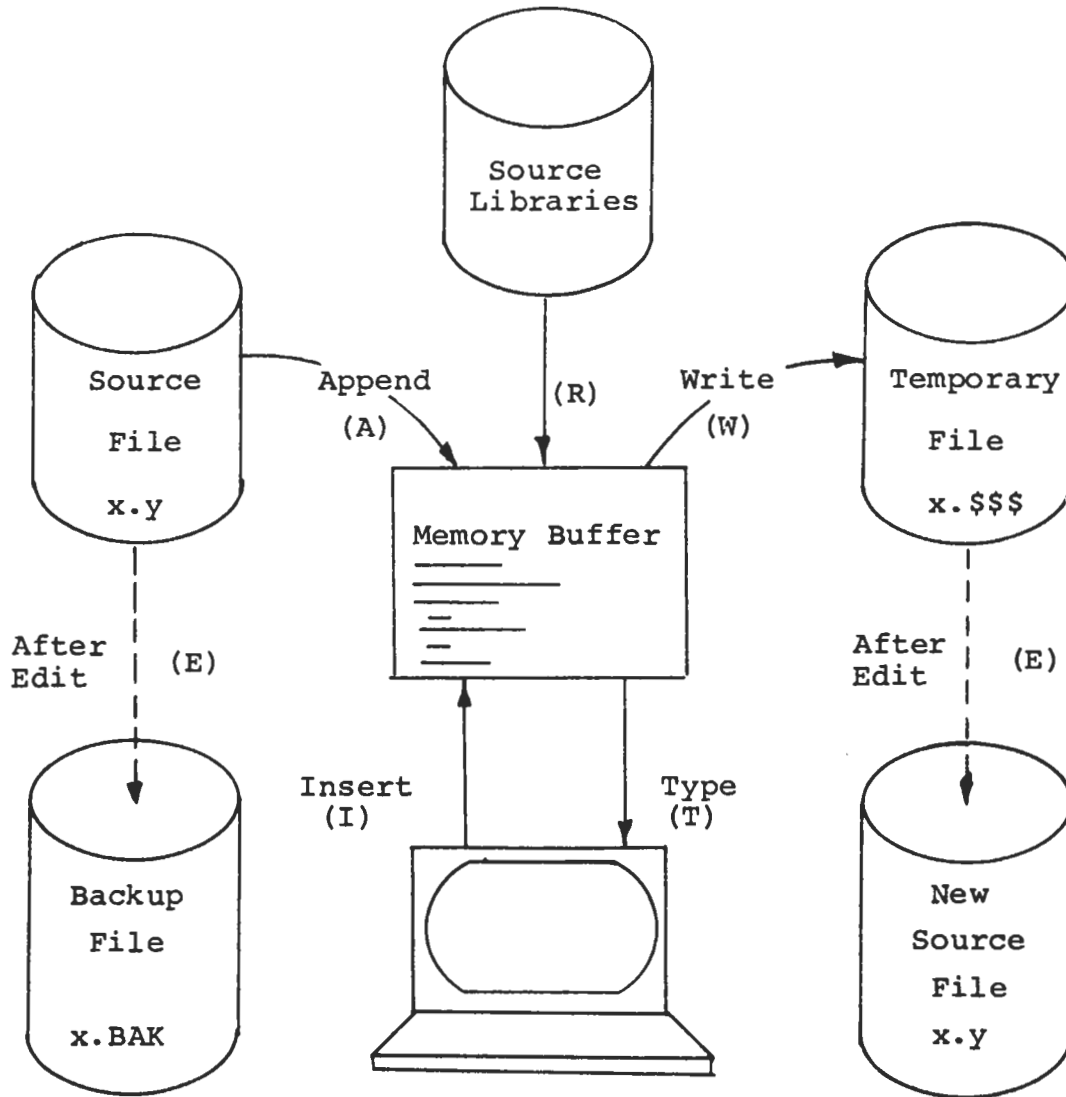 Source
Libraries
Source
File
x.y
Append
(A)
(R)
Write
(W)
Temporary
File
x.$$$
Memory Buffer
After
Edit
(E)
After
Edit
(E)
Insert
(I)
Type
(T)
Backup
File
x.BAK
New
Source
File
x.y